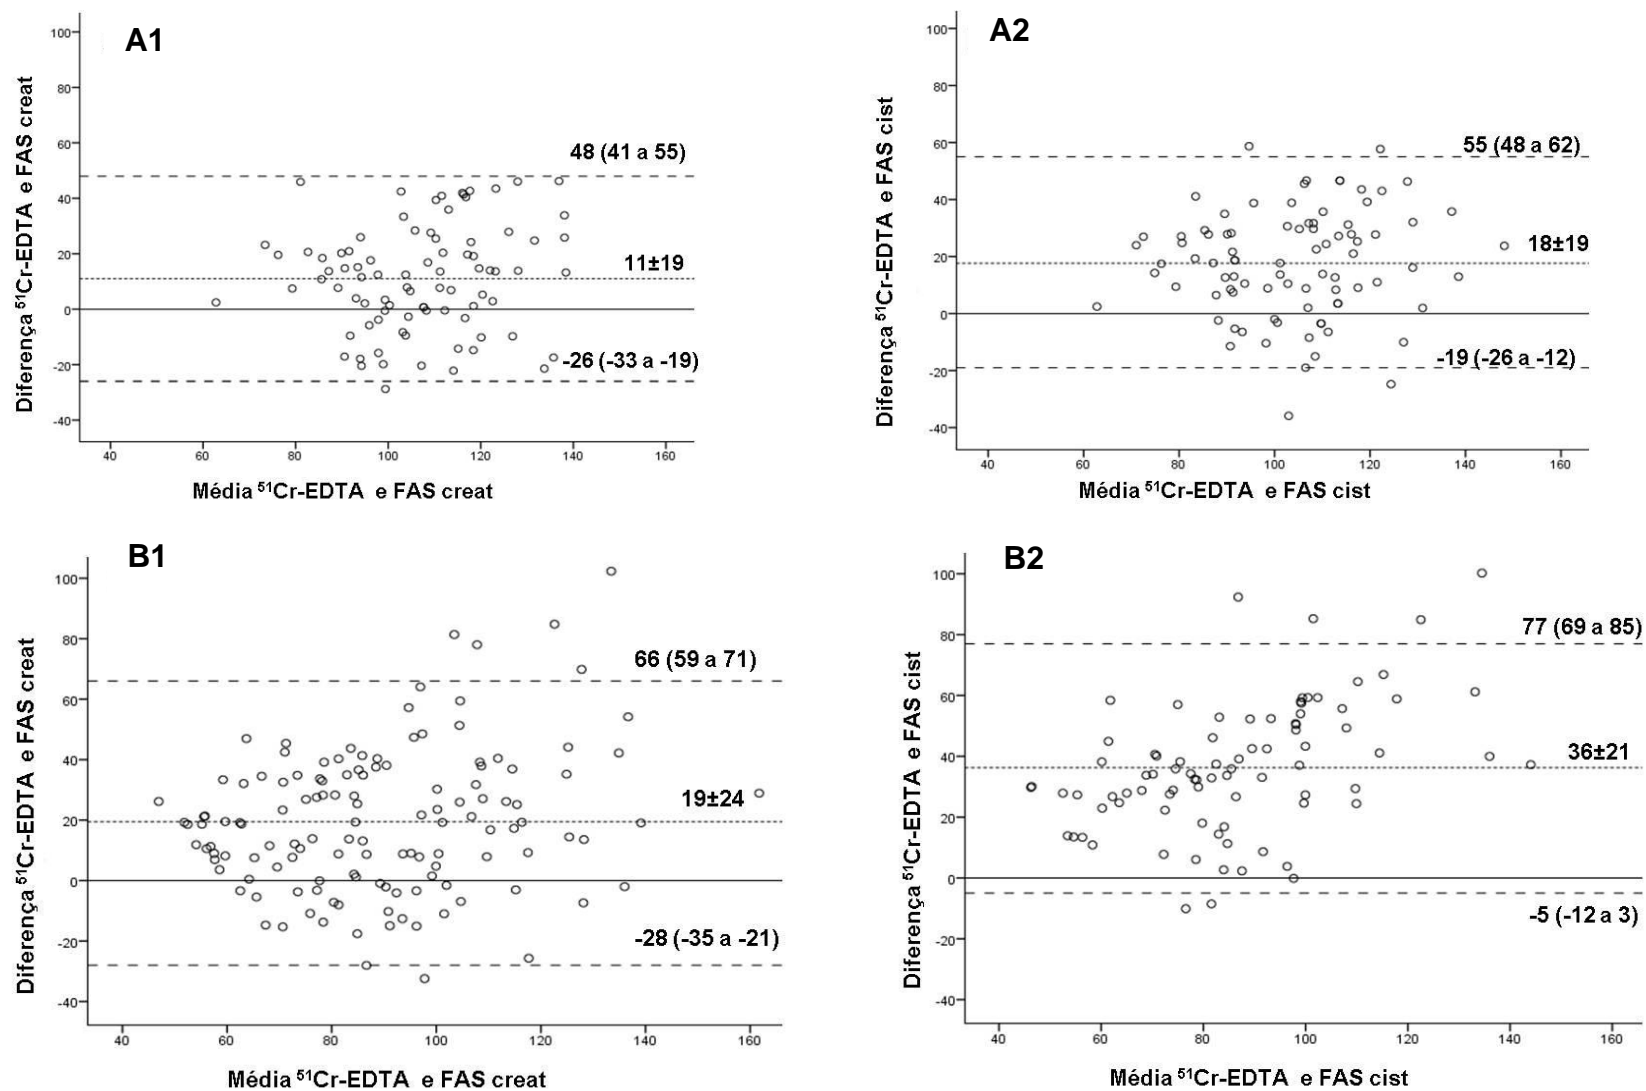 A1
100
80
60
40
20
0
-20
-40
48 (41 a 55)
11±19
-26 (-33 a -19)
40 60 80 100 120 140 160
Diferença ⁵¹Cr-EDTA e FAS creat
Média ⁵¹Cr-EDTA e FAS creat
A2
100
80
60
40
20
0
-20
-40
55 (48 a 62)
18±19
-19 (-26 a -12)
40 60 80 100 120 140 160
Diferença ⁵¹Cr-EDTA e FAS cist
Média ⁵¹Cr-EDTA e FAS cist
B1
100
80
60
40
20
0
-20
-40
66 (59 a 71)
19±24
-28 (-35 a -21)
40 60 80 100 120 140 160
Diferença ⁵¹Cr-EDTA e FAS creat
Média ⁵¹Cr-EDTA e FAS creat
B2
100
80
60
40
20
0
-20
-40
77 (69 a 85)
36±21
-5 (-12 a 3)
40 60 80 100 120 140 160
Diferença ⁵¹Cr-EDTA e FAS cist
Média ⁵¹Cr-EDTA e FAS cist